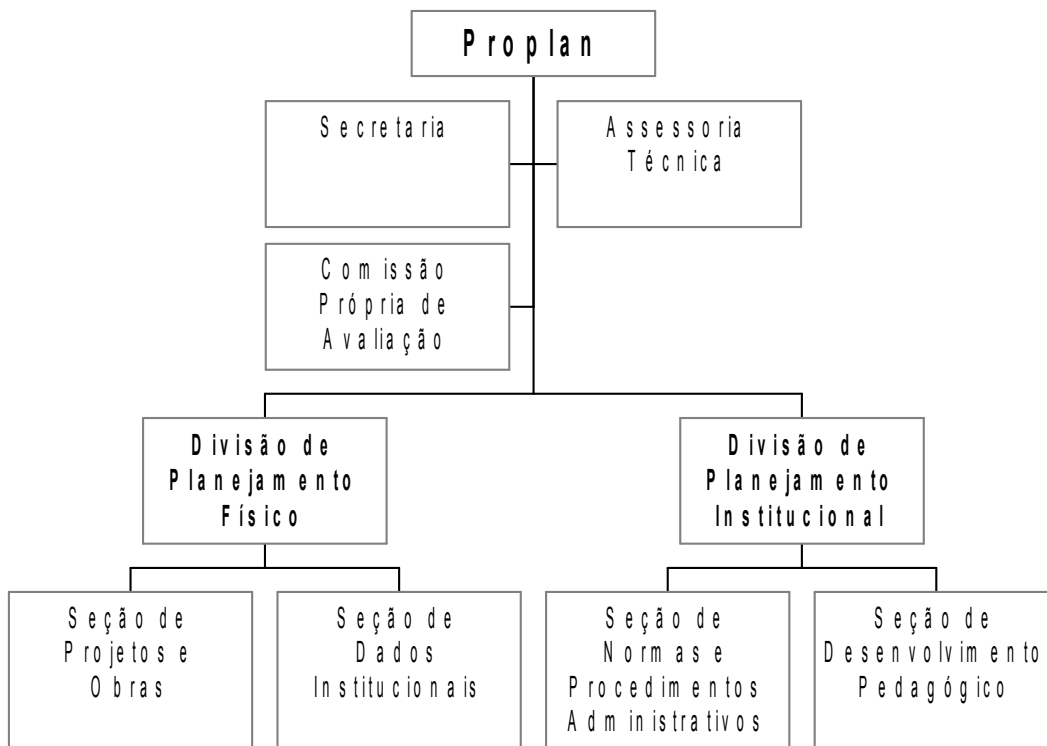 Proplan
Secretaria
Assessoria
Técnica
Comissão
Própria de
Avaliação
Divisão de
Planejamento
Físico
Divisão de
Planejamento
Institucional
Seção de
Projetos e
Obras
Seção de
Dados
Institucionais
Seção de
Normas e
Procedimentos
Administrativos
Seção de
Desenvolvimento
Pedagógico